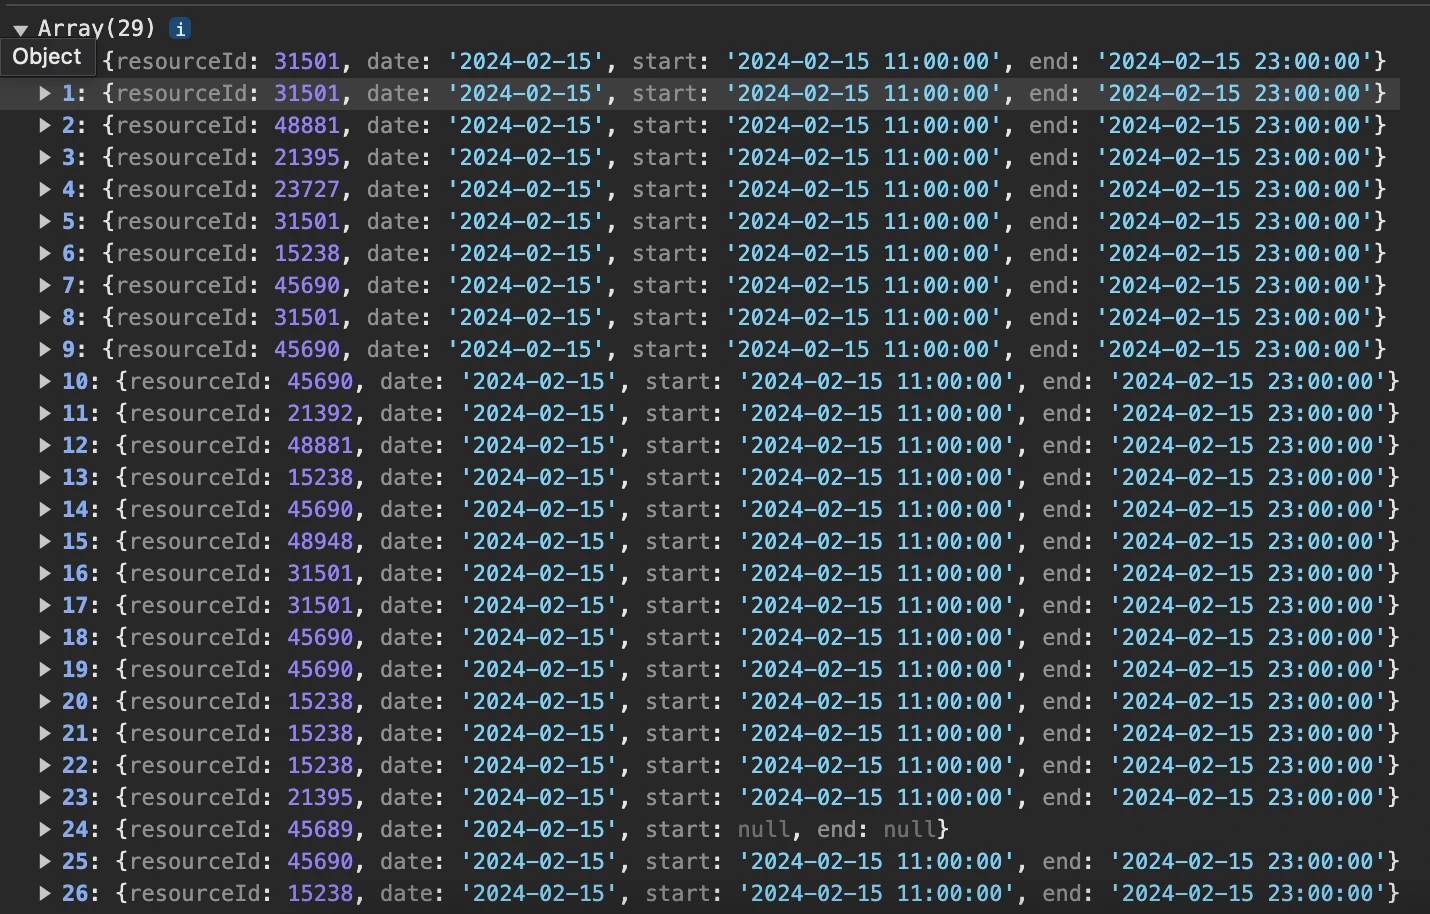 ▼ Array(29) i
Object {resourceId: 31501, date: '2024-02-15', start: '2024-02-15 11:00:00', end: '2024-02-15 23:00:00'}
▶ 1: {resourceId: 31501, date: '2024-02-15', start: '2024-02-15 11:00:00', end: '2024-02-15 23:00:00'}
▶ 2: {resourceId: 48881, date: '2024-02-15', start: '2024-02-15 11:00:00', end: '2024-02-15 23:00:00'}
▶ 3: {resourceId: 21395, date: '2024-02-15', start: '2024-02-15 11:00:00', end: '2024-02-15 23:00:00'}
▶ 4: {resourceId: 23727, date: '2024-02-15', start: '2024-02-15 11:00:00', end: '2024-02-15 23:00:00'}
▶ 5: {resourceId: 31501, date: '2024-02-15', start: '2024-02-15 11:00:00', end: '2024-02-15 23:00:00'}
▶ 6: {resourceId: 15238, date: '2024-02-15', start: '2024-02-15 11:00:00', end: '2024-02-15 23:00:00'}
▶ 7: {resourceId: 45690, date: '2024-02-15', start: '2024-02-15 11:00:00', end: '2024-02-15 23:00:00'}
▶ 8: {resourceId: 31501, date: '2024-02-15', start: '2024-02-15 11:00:00', end: '2024-02-15 23:00:00'}
▶ 9: {resourceId: 45690, date: '2024-02-15', start: '2024-02-15 11:00:00', end: '2024-02-15 23:00:00'}
▶ 10: {resourceId: 45690, date: '2024-02-15', start: '2024-02-15 11:00:00', end: '2024-02-15 23:00:00'}
▶ 11: {resourceId: 21392, date: '2024-02-15', start: '2024-02-15 11:00:00', end: '2024-02-15 23:00:00'}
▶ 12: {resourceId: 48881, date: '2024-02-15', start: '2024-02-15 11:00:00', end: '2024-02-15 23:00:00'}
▶ 13: {resourceId: 15238, date: '2024-02-15', start: '2024-02-15 11:00:00', end: '2024-02-15 23:00:00'}
▶ 14: {resourceId: 45690, date: '2024-02-15', start: '2024-02-15 11:00:00', end: '2024-02-15 23:00:00'}
▶ 15: {resourceId: 48948, date: '2024-02-15', start: '2024-02-15 11:00:00', end: '2024-02-15 23:00:00'}
▶ 16: {resourceId: 31501, date: '2024-02-15', start: '2024-02-15 11:00:00', end: '2024-02-15 23:00:00'}
▶ 17: {resourceId: 31501, date: '2024-02-15', start: '2024-02-15 11:00:00', end: '2024-02-15 23:00:00'}
▶ 18: {resourceId: 45690, date: '2024-02-15', start: '2024-02-15 11:00:00', end: '2024-02-15 23:00:00'}
▶ 19: {resourceId: 45690, date: '2024-02-15', start: '2024-02-15 11:00:00', end: '2024-02-15 23:00:00'}
▶ 20: {resourceId: 15238, date: '2024-02-15', start: '2024-02-15 11:00:00', end: '2024-02-15 23:00:00'}
▶ 21: {resourceId: 15238, date: '2024-02-15', start: '2024-02-15 11:00:00', end: '2024-02-15 23:00:00'}
▶ 22: {resourceId: 15238, date: '2024-02-15', start: '2024-02-15 11:00:00', end: '2024-02-15 23:00:00'}
▶ 23: {resourceId: 21395, date: '2024-02-15', start: '2024-02-15 11:00:00', end: '2024-02-15 23:00:00'}
▶ 24: {resourceId: 45689, date: '2024-02-15', start: null, end: null}
▶ 25: {resourceId: 45690, date: '2024-02-15', start: '2024-02-15 11:00:00', end: '2024-02-15 23:00:00'}
▶ 26: {resourceId: 15238, date: '2024-02-15', start: '2024-02-15 11:00:00', end: '2024-02-15 23:00:00'}